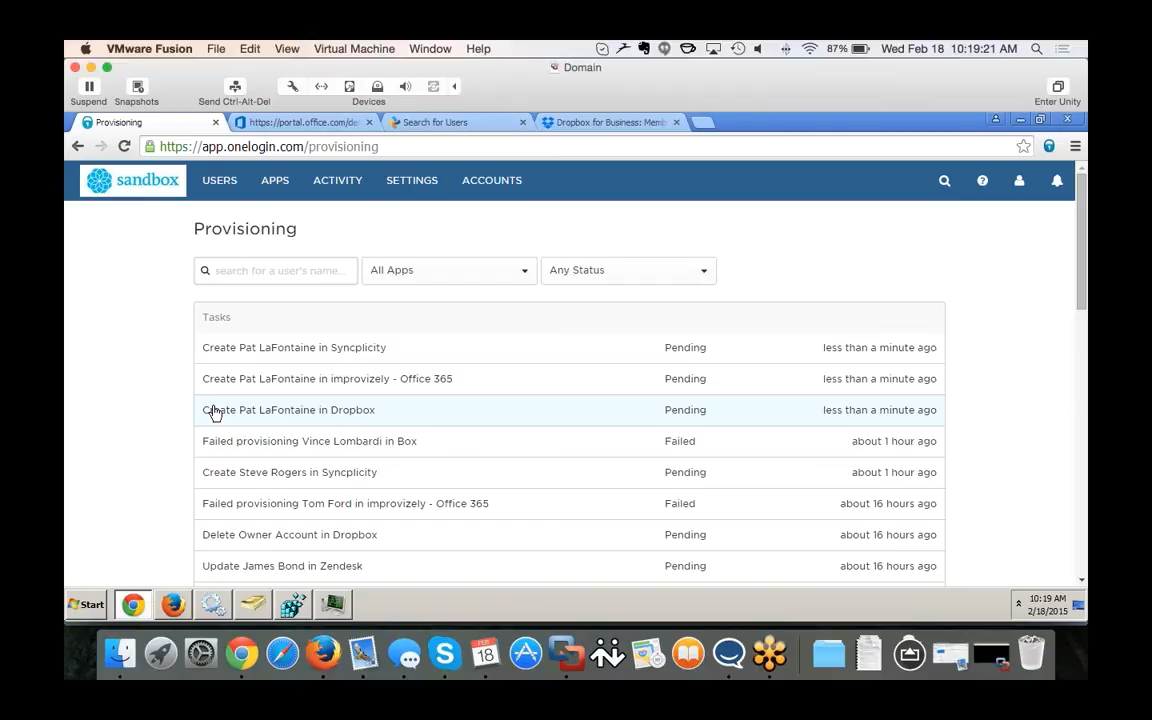 VMware Fusion File Edit View Virtual Machine Window Help 87% Wed Feb 18 10:19:21 AM
Domain
Suspend Snapshots Send Ctrl-Alt-Del Devices Enter Unity
Provisioning https://portal.office.com/de Search for Users Dropbox for Business: Memb
https://app.onelogin.com/provisioning
sandbox USERS APPS ACTIVITY SETTINGS ACCOUNTS
Provisioning
search for a user's name... All Apps Any Status
Tasks
Create Pat LaFontaine in Syncplicity Pending less than a minute ago
Create Pat LaFontaine in improvizely - Office 365 Pending less than a minute ago
Create Pat LaFontaine in Dropbox Pending less than a minute ago
Failed provisioning Vince Lombardi in Box Failed about 1 hour ago
Create Steve Rogers in Syncplicity Pending about 1 hour ago
Failed provisioning Tom Ford in improvizely - Office 365 Failed about 16 hours ago
Delete Owner Account in Dropbox Pending about 16 hours ago
Update James Bond in Zendesk Pending about 16 hours ago
Start 10:19 AM
2/18/2015
FEB
18